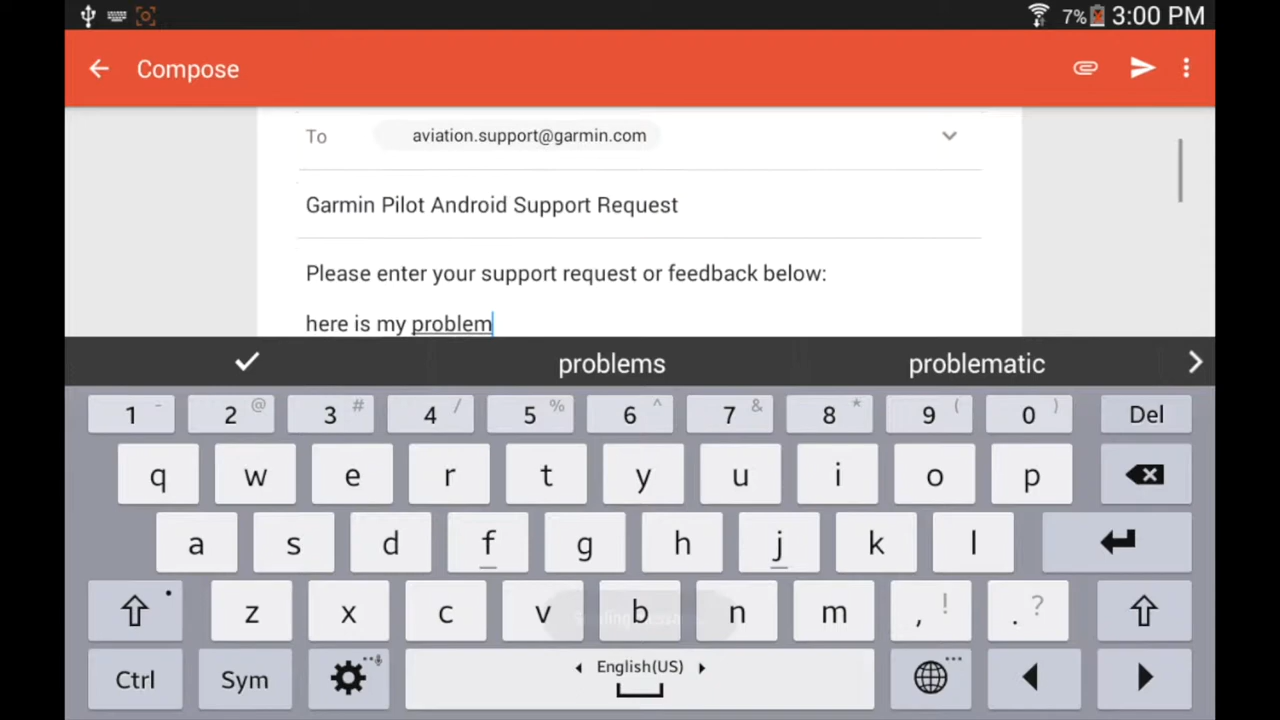 7% 3:00 PM
Compose
To aviation.support@garmin.com
Garmin Pilot Android Support Request
Please enter your support request or feedback below:
here is my problem
problems problematic
1 - 2 @ 3 # 4 / 5 % 6 ^ 7 & 8 * 9 ( 0 ) Del
q w e r t y u i o p
a s d f g h j k l
z x c v b n m , ! . ?
Ctrl Sym English(US)